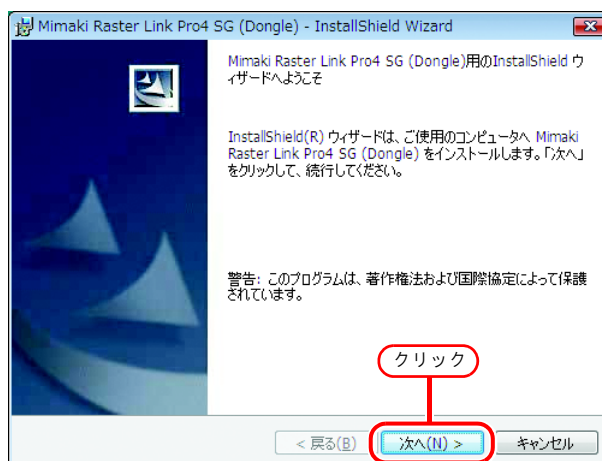 Mimaki Raster Link Pro4 SG (Dongle) - InstallShield Wizard
Mimaki Raster Link Pro4 SG (Dongle)用のInstallShield ウ
ィザードへようこそ
InstallShield(R) ウィザードは、ご使用のコンピュータへ Mimaki
Raster Link Pro4 SG (Dongle) をインストールします。「次へ」
をクリックして、続行してください。
警告: このプログラムは、著作権法および国際協定によって保護
されています。
クリック
< 戻る(B)
次へ(N) >
キャンセル